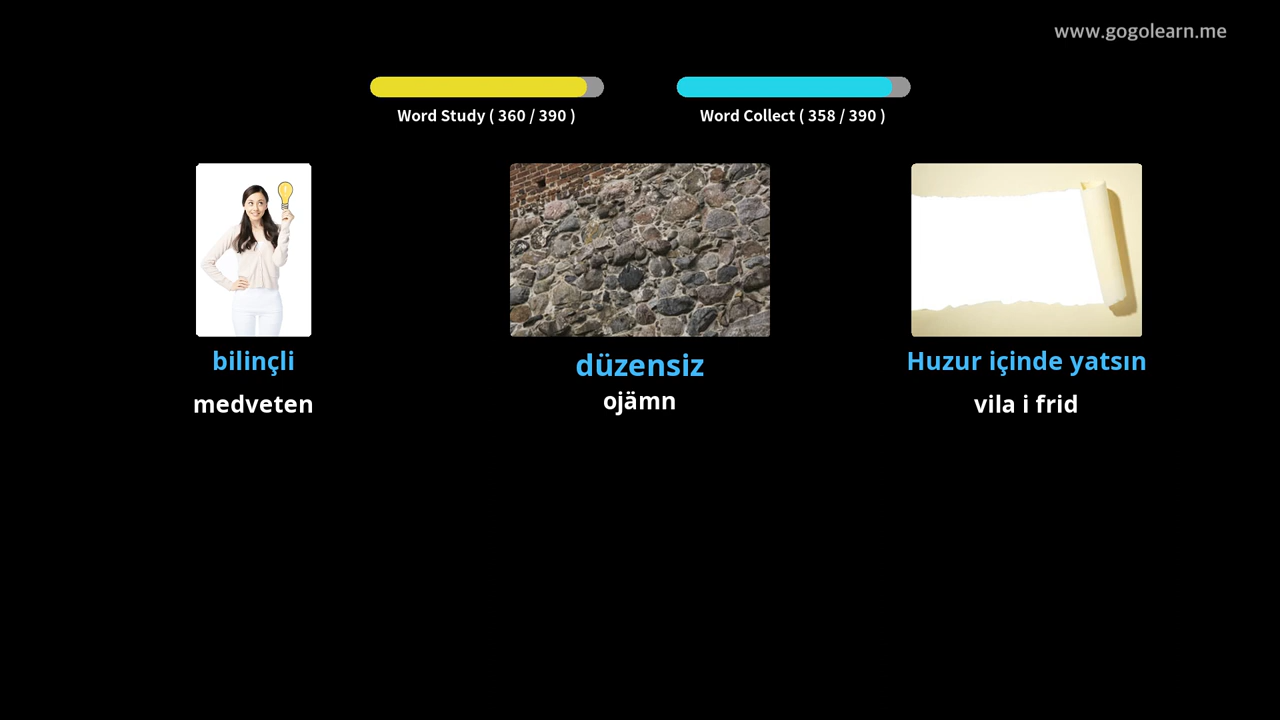 www.gogolearn.me
Word Study ( 360 / 390 )
Word Collect ( 358 / 390 )
bilinçli
medveten
düzensiz
ojämn
Huzur içinde yatsın
vila i frid